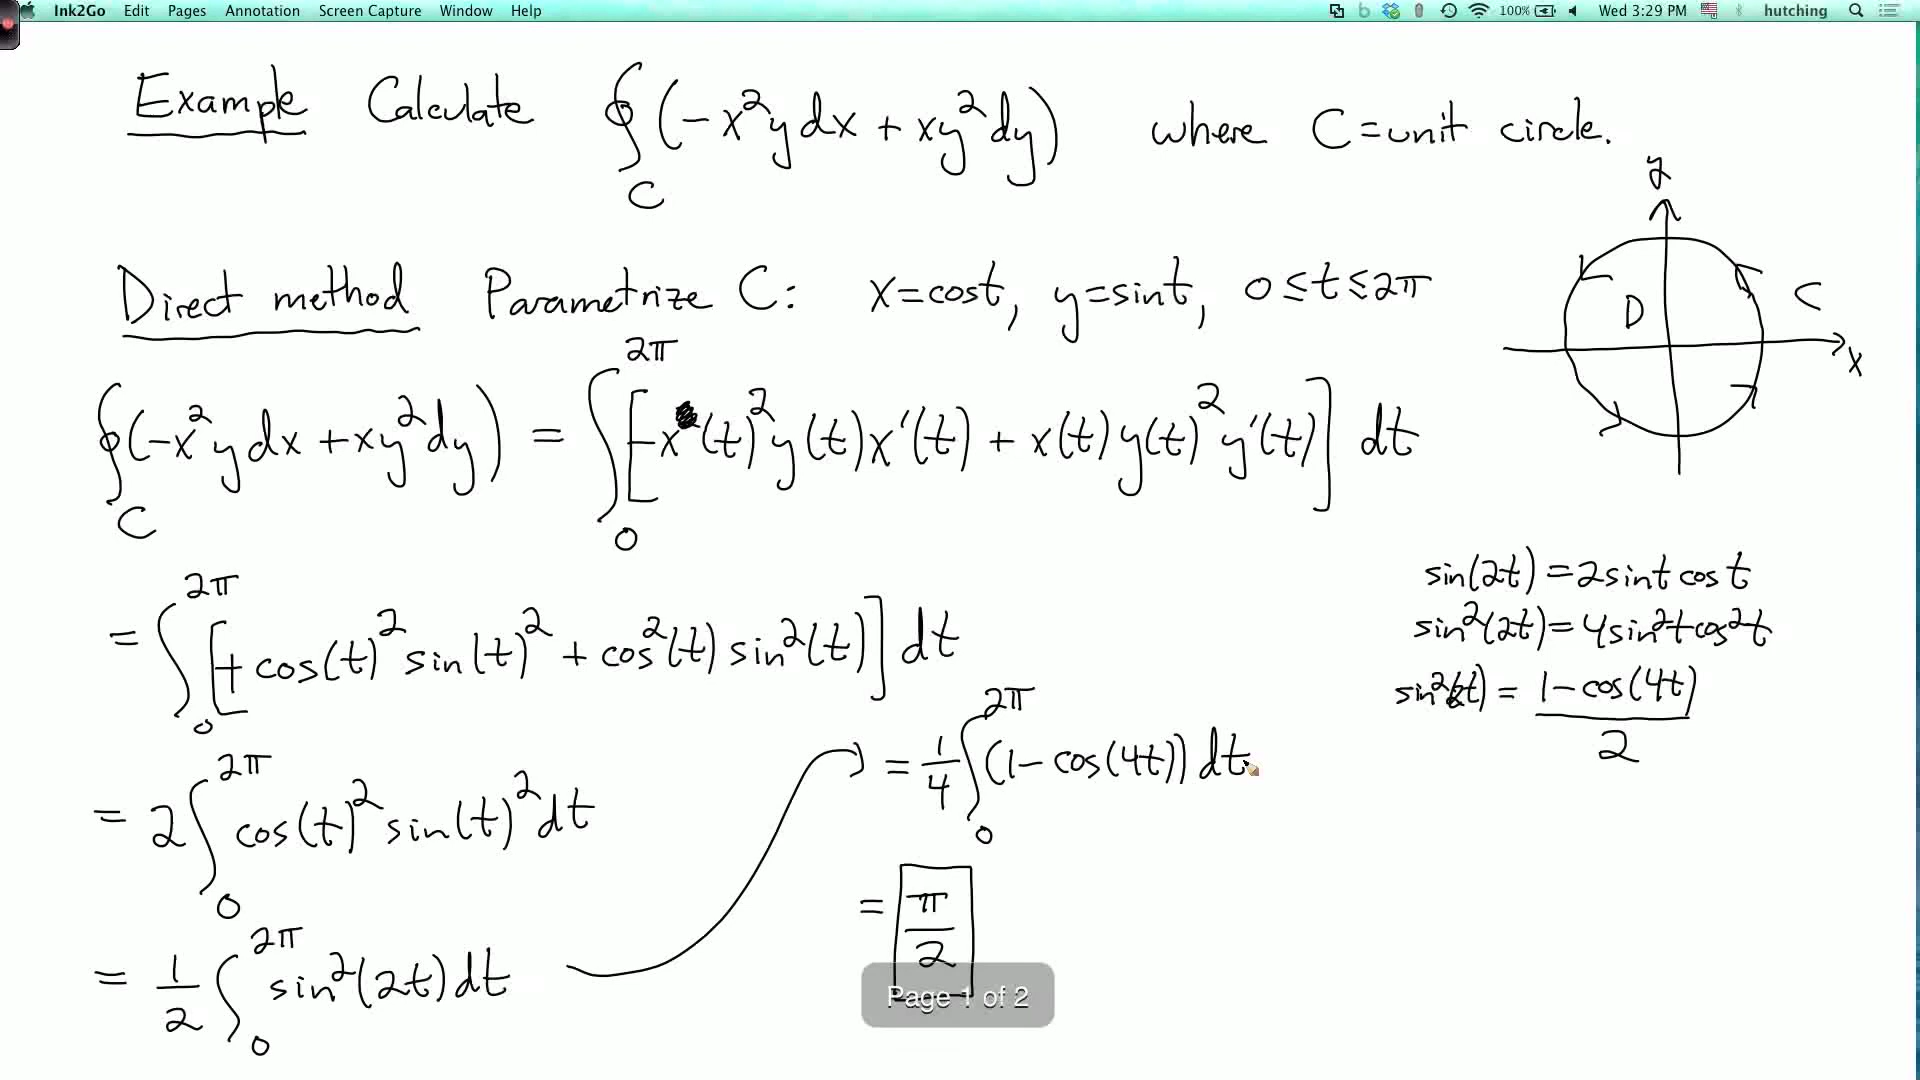 Ink2Go Edit Pages Annotation Screen Capture Window Help 100% Wed 3:29 PM hutching
Example Calculate ∮_C (-x²y dx + xy² dy) where C = unit circle.
y
Direct method Parametrize C: x=cost, y=sint, 0≤t≤2π
D C
x
∮_C (-x²y dx + xy² dy) = ∫_0^{2π} [-x(t)² y(t) x'(t) + x(t) y(t)² y'(t)] dt
sin(2t) = 2 sint cos t
sin²(2t) = 4 sin²t cos²t
= ∫_0^{2π} [+ cos(t)² sin(t)² + cos²(t) sin²(t)] dt
sin²(2t) = (1 - cos(4t))/2
= 1/4 ∫_0^{2π} (1 - cos(4t)) dt
= 2 ∫_0^{2π} cos(t)² sin(t)² dt
= π/2
= 1/2 ∫_0^{2π} sin²(2t) dt
Page 1 of 2